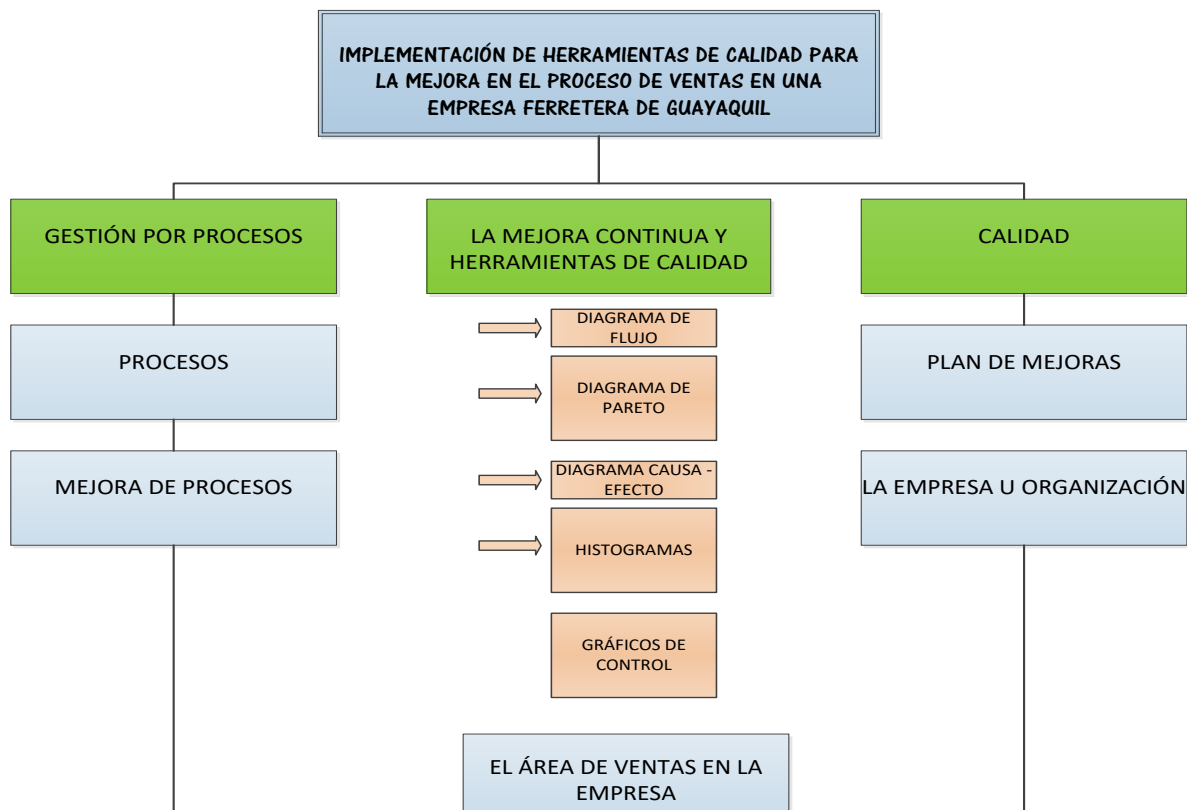 IMPLEMENTACIÓN DE HERRAMIENTAS DE CALIDAD PARA
LA MEJORA EN EL PROCESO DE VENTAS EN UNA
EMPRESA FERRETERA DE GUAYAQUIL
GESTIÓN POR PROCESOS
PROCESOS
MEJORA DE PROCESOS
LA MEJORA CONTINUA Y
HERRAMIENTAS DE CALIDAD
DIAGRAMA DE
FLUJO
DIAGRAMA DE
PARETO
DIAGRAMA CAUSA -
EFECTO
HISTOGRAMAS
GRÁFICOS DE
CONTROL
CALIDAD
PLAN DE MEJORAS
LA EMPRESA U ORGANIZACIÓN
EL ÁREA DE VENTAS EN LA
EMPRESA